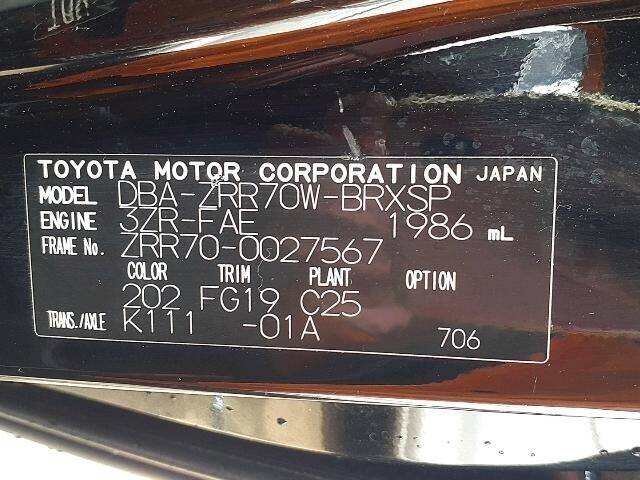 TOYOTA MOTOR CORPORATION JAPAN
MODEL DBA-ZRR70W-BRXSP
ENGINE 3ZR-FAE 1986 mL
FRAME No. ZRR70-0027567
COLOR TRIM PLANT OPTION
202 FG19 C25
TRANS./AXLE K111 -01A 706